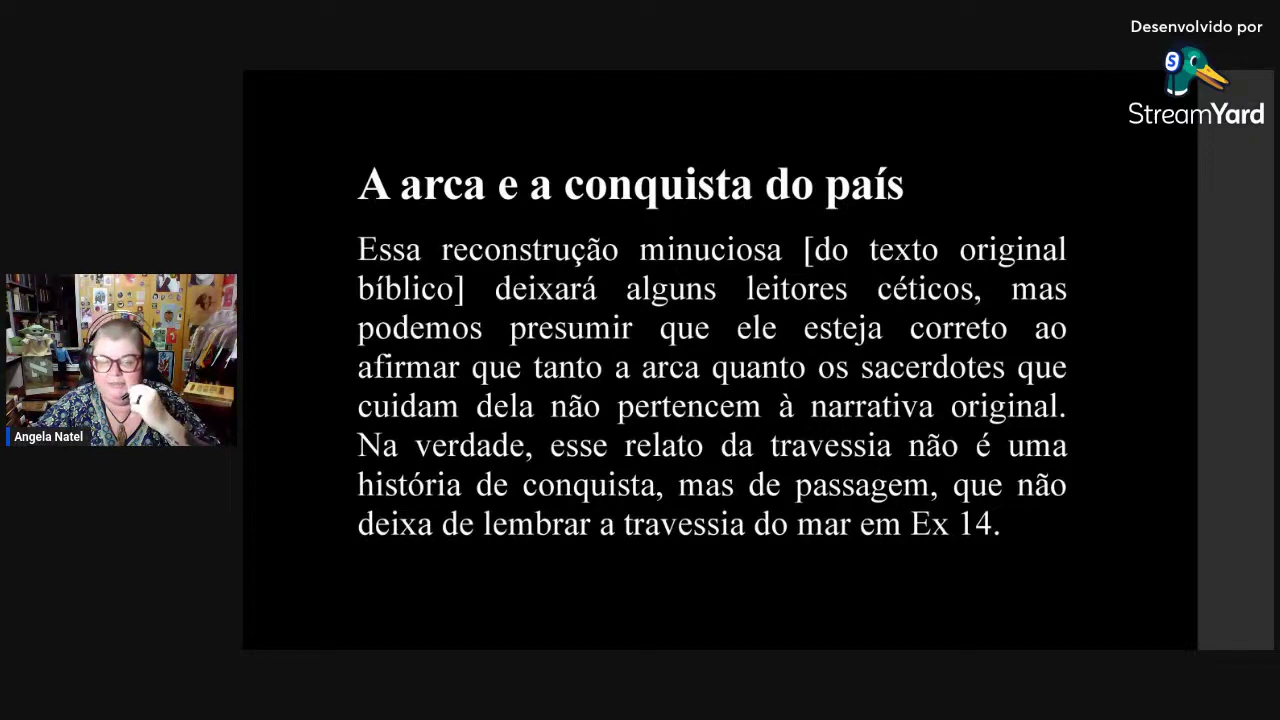 Desenvolvido por
StreamYard
A arca e a conquista do país
Essa reconstrução minuciosa [do texto original
bíblico] deixará alguns leitores céticos, mas
podemos presumir que ele esteja correto ao
afirmar que tanto a arca quanto os sacerdotes que
cuidam dela não pertencem à narrativa original.
Na verdade, esse relato da travessia não é uma
história de conquista, mas de passagem, que não
deixa de lembrar a travessia do mar em Ex 14.
Angela Natel